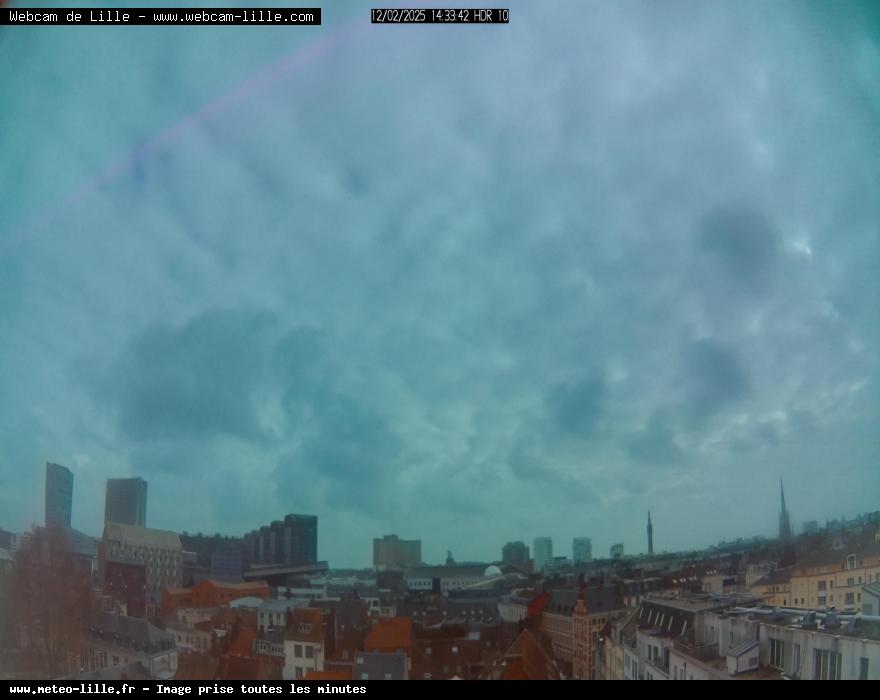 Webcam de Lille - www.webcam-lille.com
12/02/2025 14:33:42 HDR 10
www.meteo-lille.fr - Image prise toutes les minutes